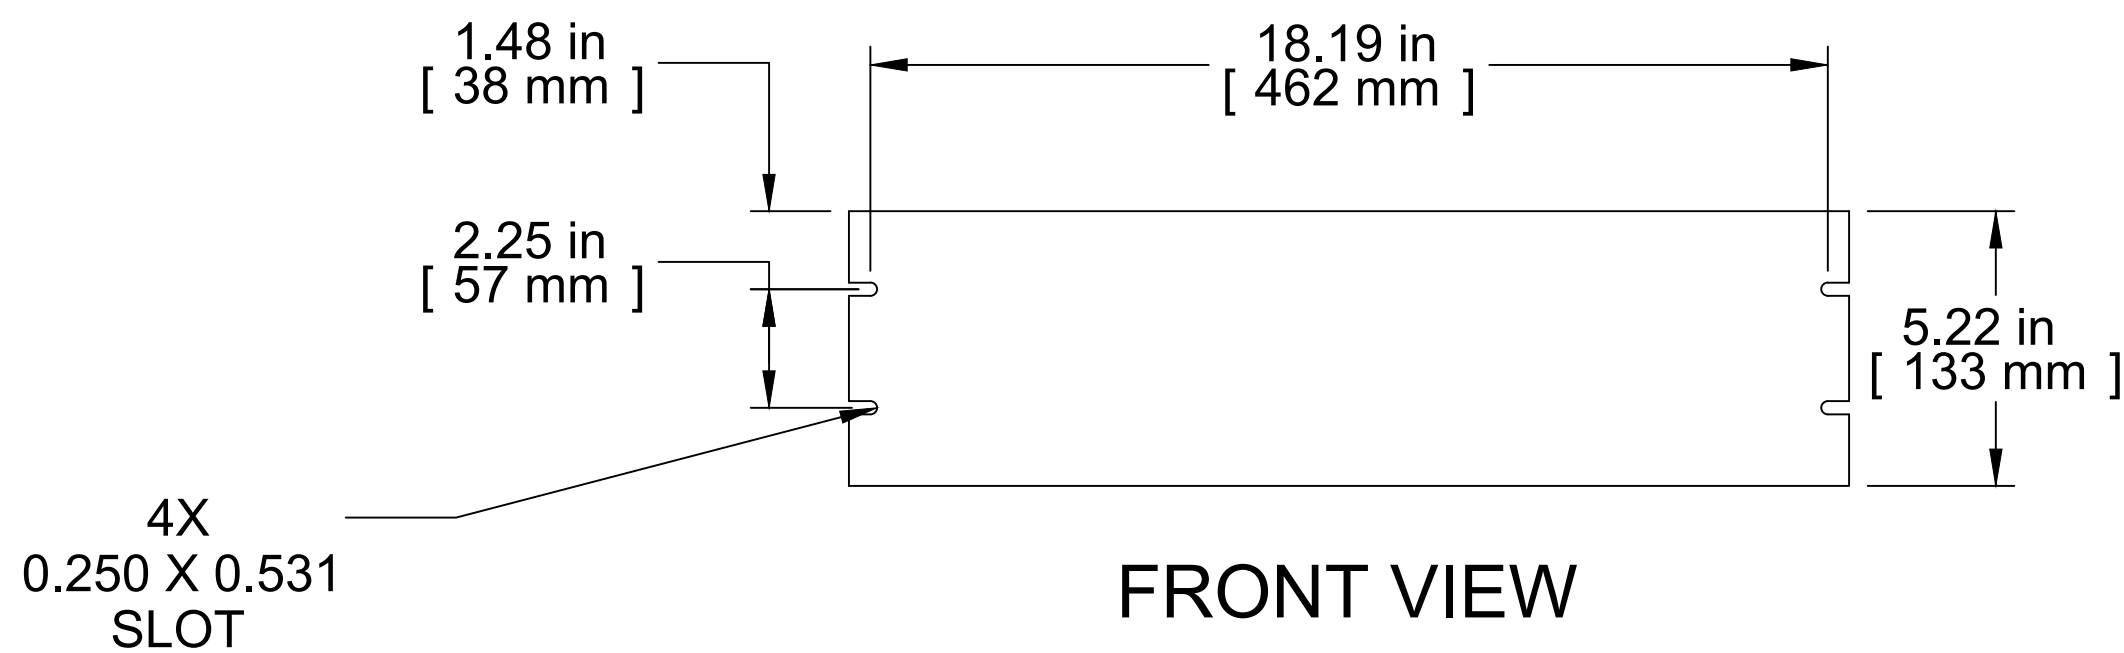 1.48 in
[ 38 mm ]
18.19 in
[ 462 mm ]
2.25 in
[ 57 mm ]
5.22 in
[ 133 mm ]
4X
0.250 X 0.531
SLOT
FRONT VIEW